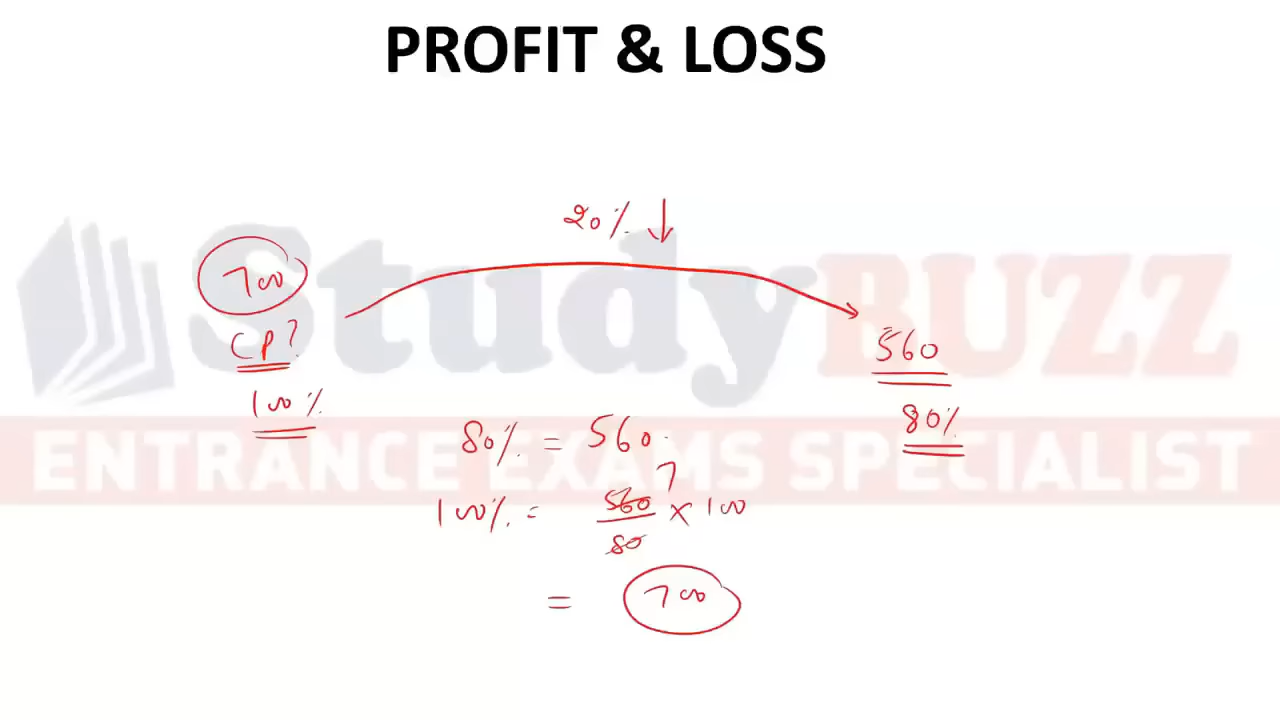 PROFIT & LOSS
20% ↓
700
CP?
560
100%
80%
80% = 560
7
100% = 560/80 × 100
= 700
StudyBUZZ
ENTRANCE EXAMS SPECIALIST